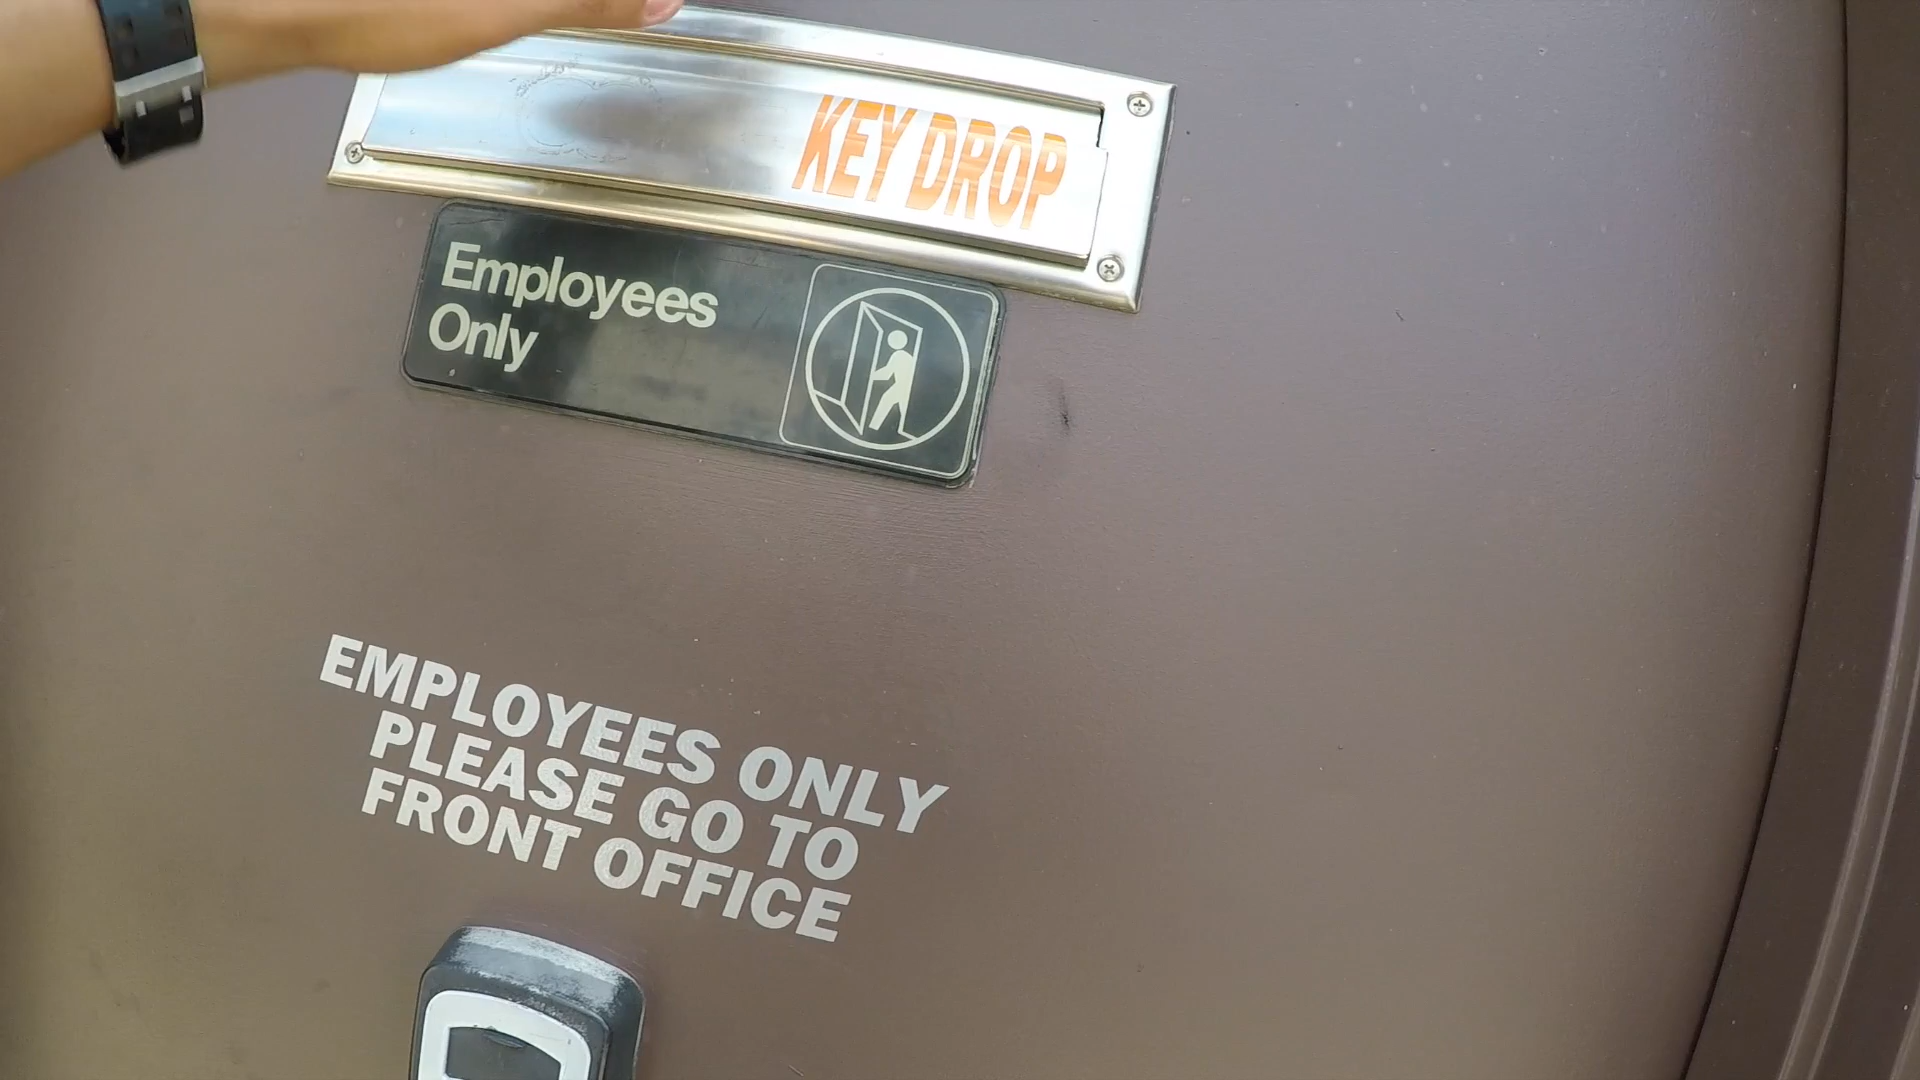 KEY DROP
Employees
Only
EMPLOYEES ONLY
PLEASE GO TO
FRONT OFFICE